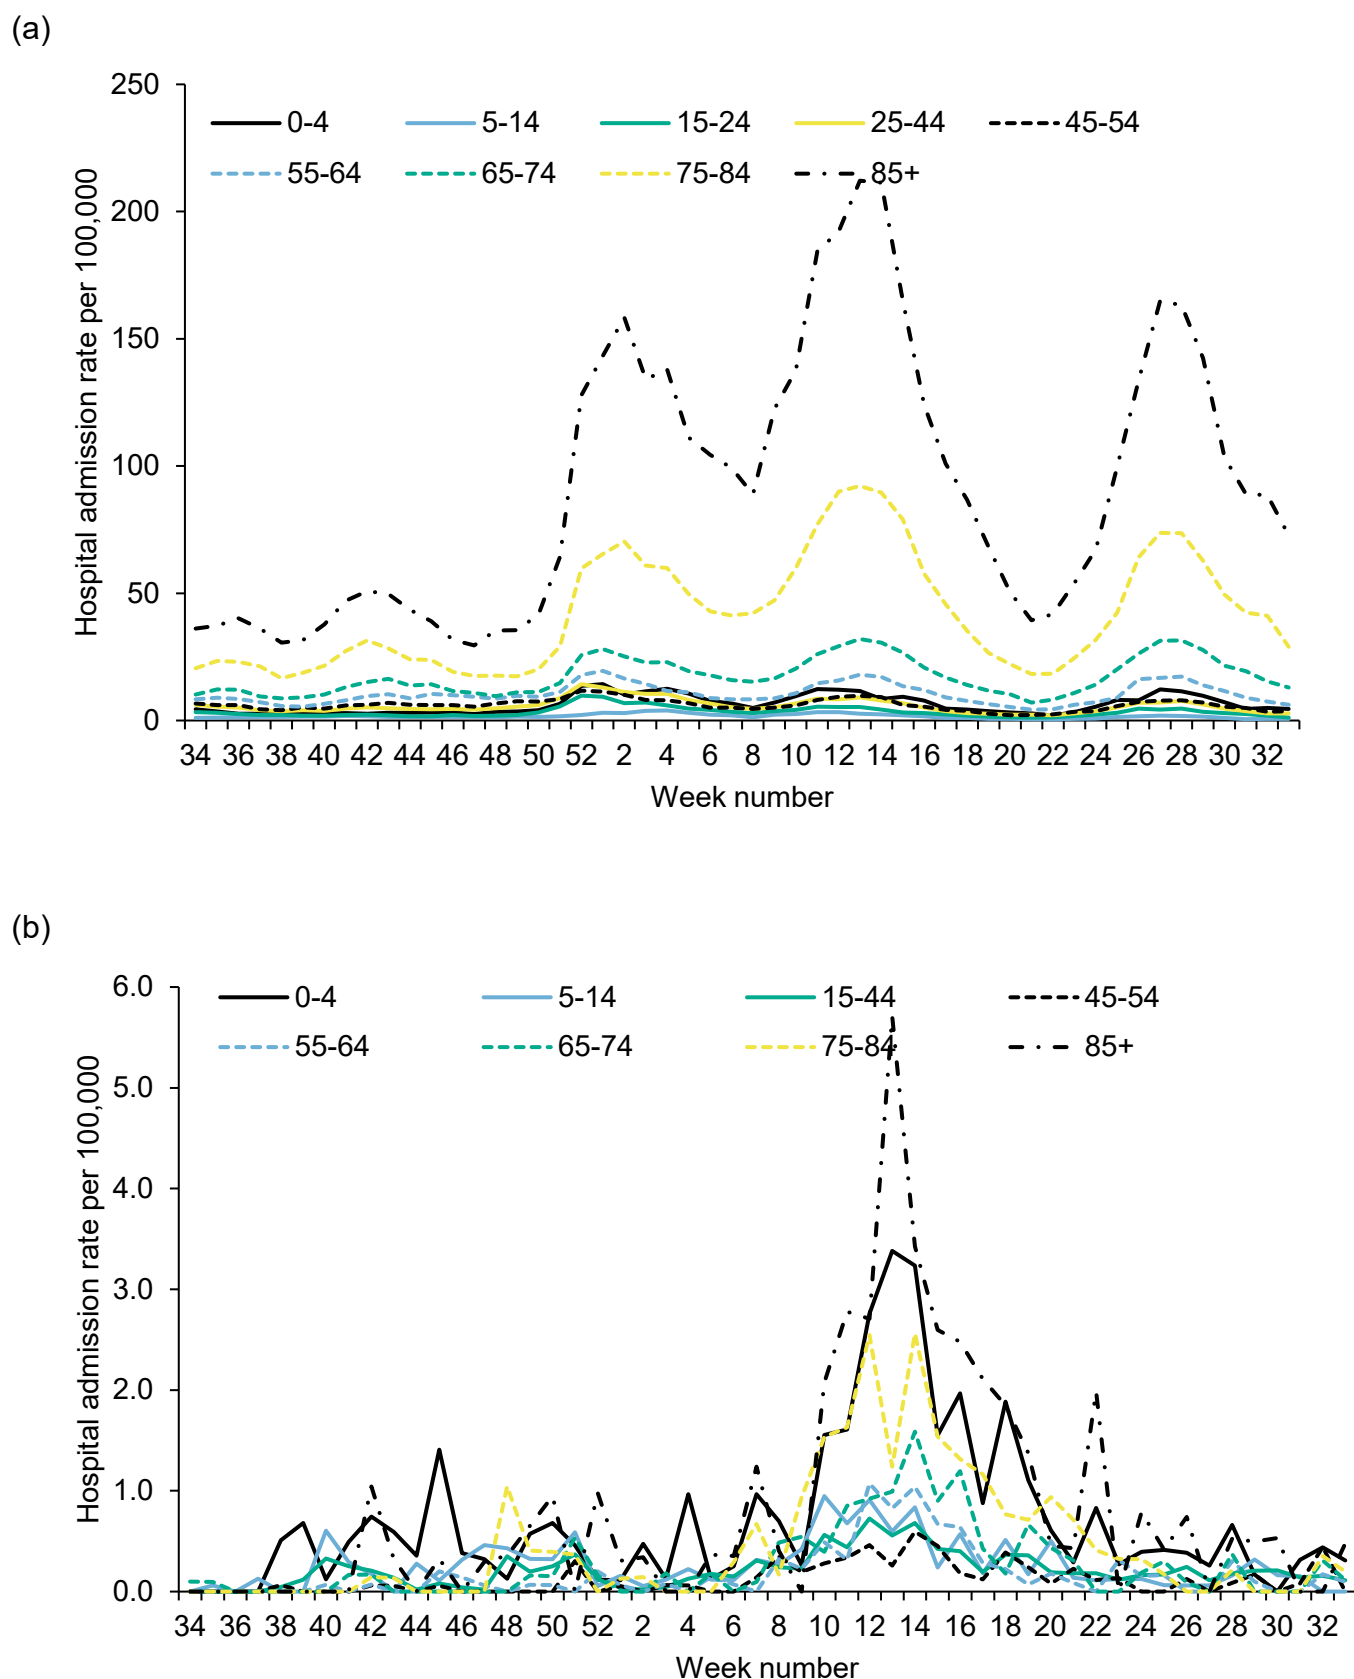 (a)
Hospital admission rate per 100,000
250
200
150
100
50
0
0-4 5-14 15-24 25-44 45-54
55-64 65-74 75-84 85+
34 36 38 40 42 44 46 48 50 52 2 4 6 8 10 12 14 16 18 20 22 24 26 28 30 32
Week number
(b)
Hospital admission rate per 100,000
6.0
5.0
4.0
3.0
2.0
1.0
0.0
0-4 5-14 15-44 45-54
55-64 65-74 75-84 85+
34 36 38 40 42 44 46 48 50 52 2 4 6 8 10 12 14 16 18 20 22 24 26 28 30 32
Week number